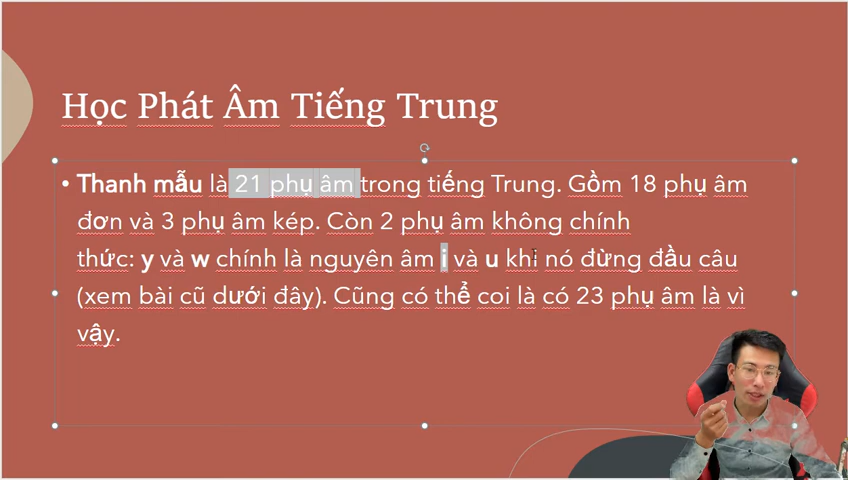 Học Phát Âm Tiếng Trung
• Thanh mẫu là 21 phụ âm trong tiếng Trung. Gồm 18 phụ âm
đơn và 3 phụ âm kép. Còn 2 phụ âm không chính
thức: y và w chính là nguyên âm i và u khi nó đừng đầu câu
(xem bài cũ dưới đây). Cũng có thể coi là có 23 phụ âm là vì
vậy.